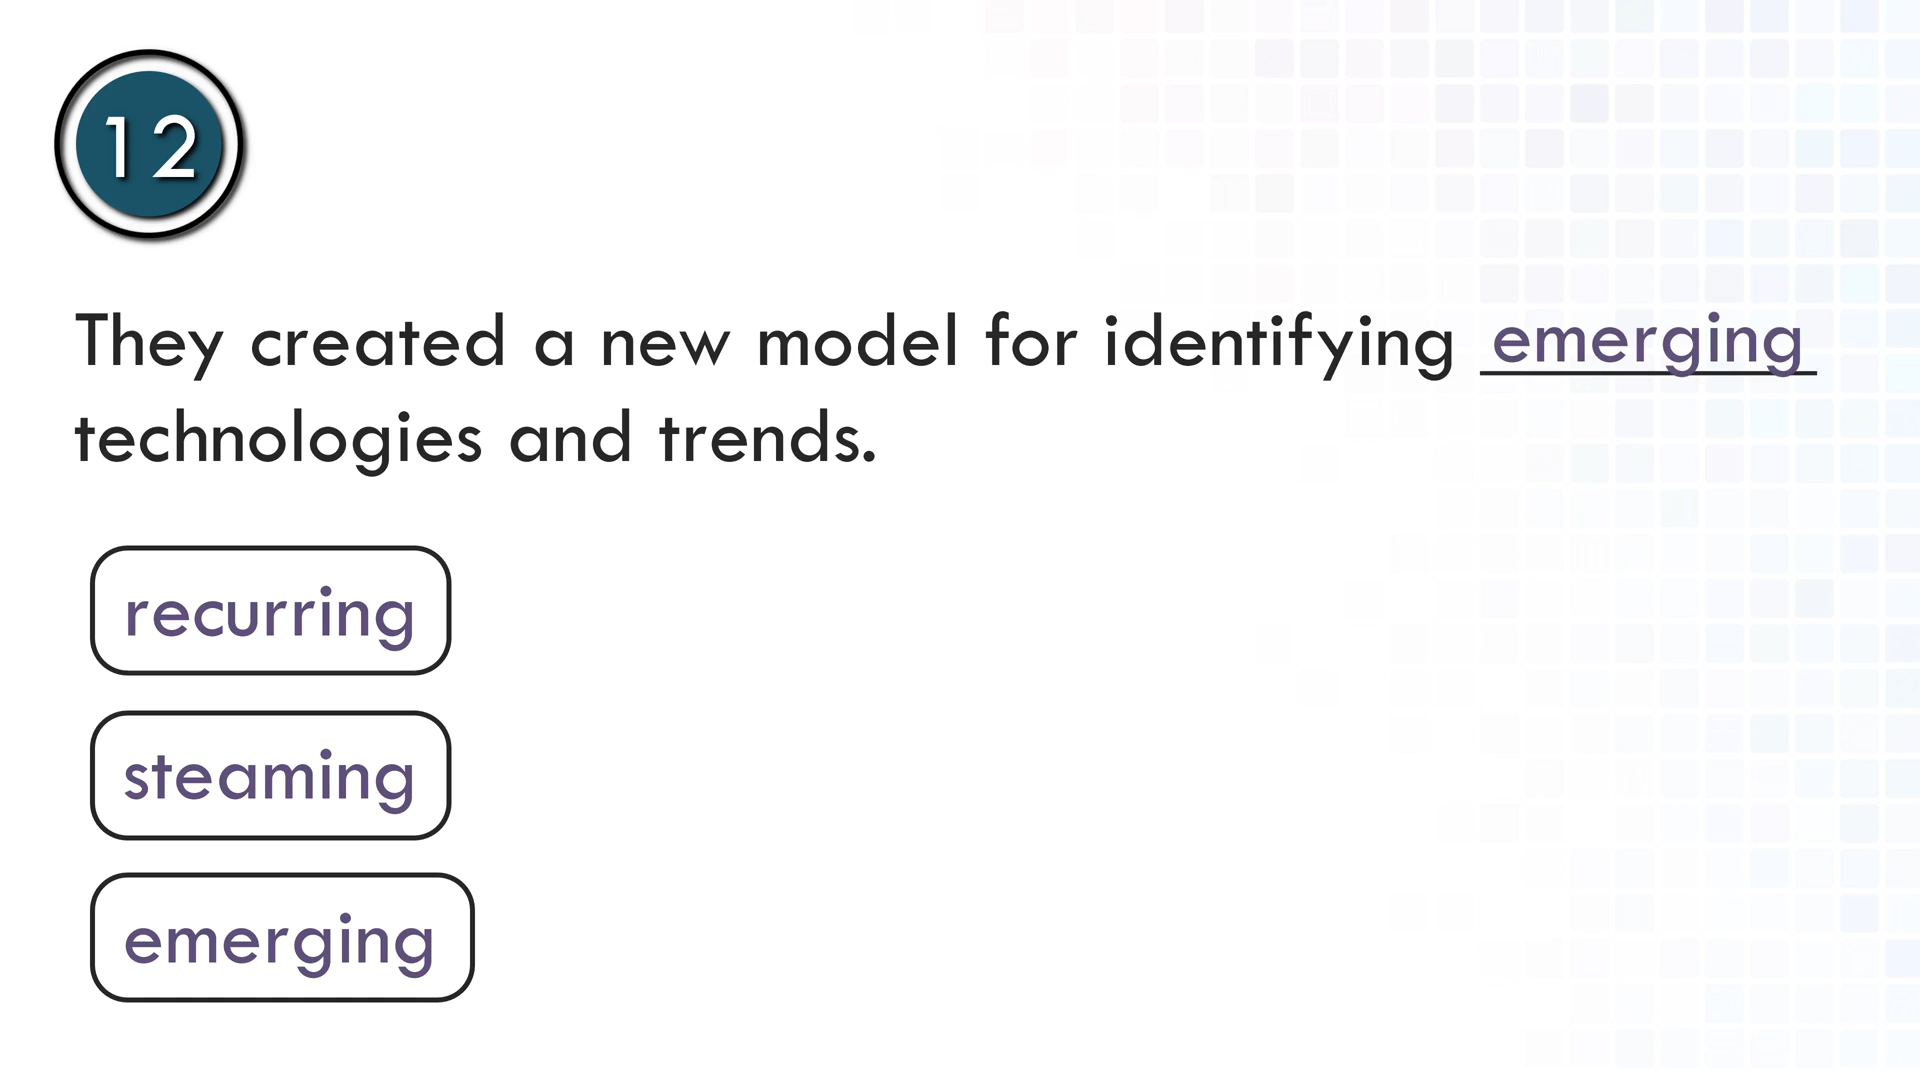 12
They created a new model for identifying emerging
technologies and trends.
recurring
steaming
emerging